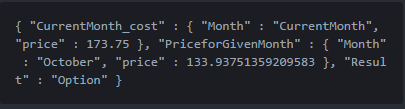 { "CurrentMonth_cost" : { "Month" : "CurrentMonth",
"price" : 173.75 }, "PriceforGivenMonth" : { "Month"
: "October", "price" : 133.93751359209583 }, "Resul
t" : "Option" }